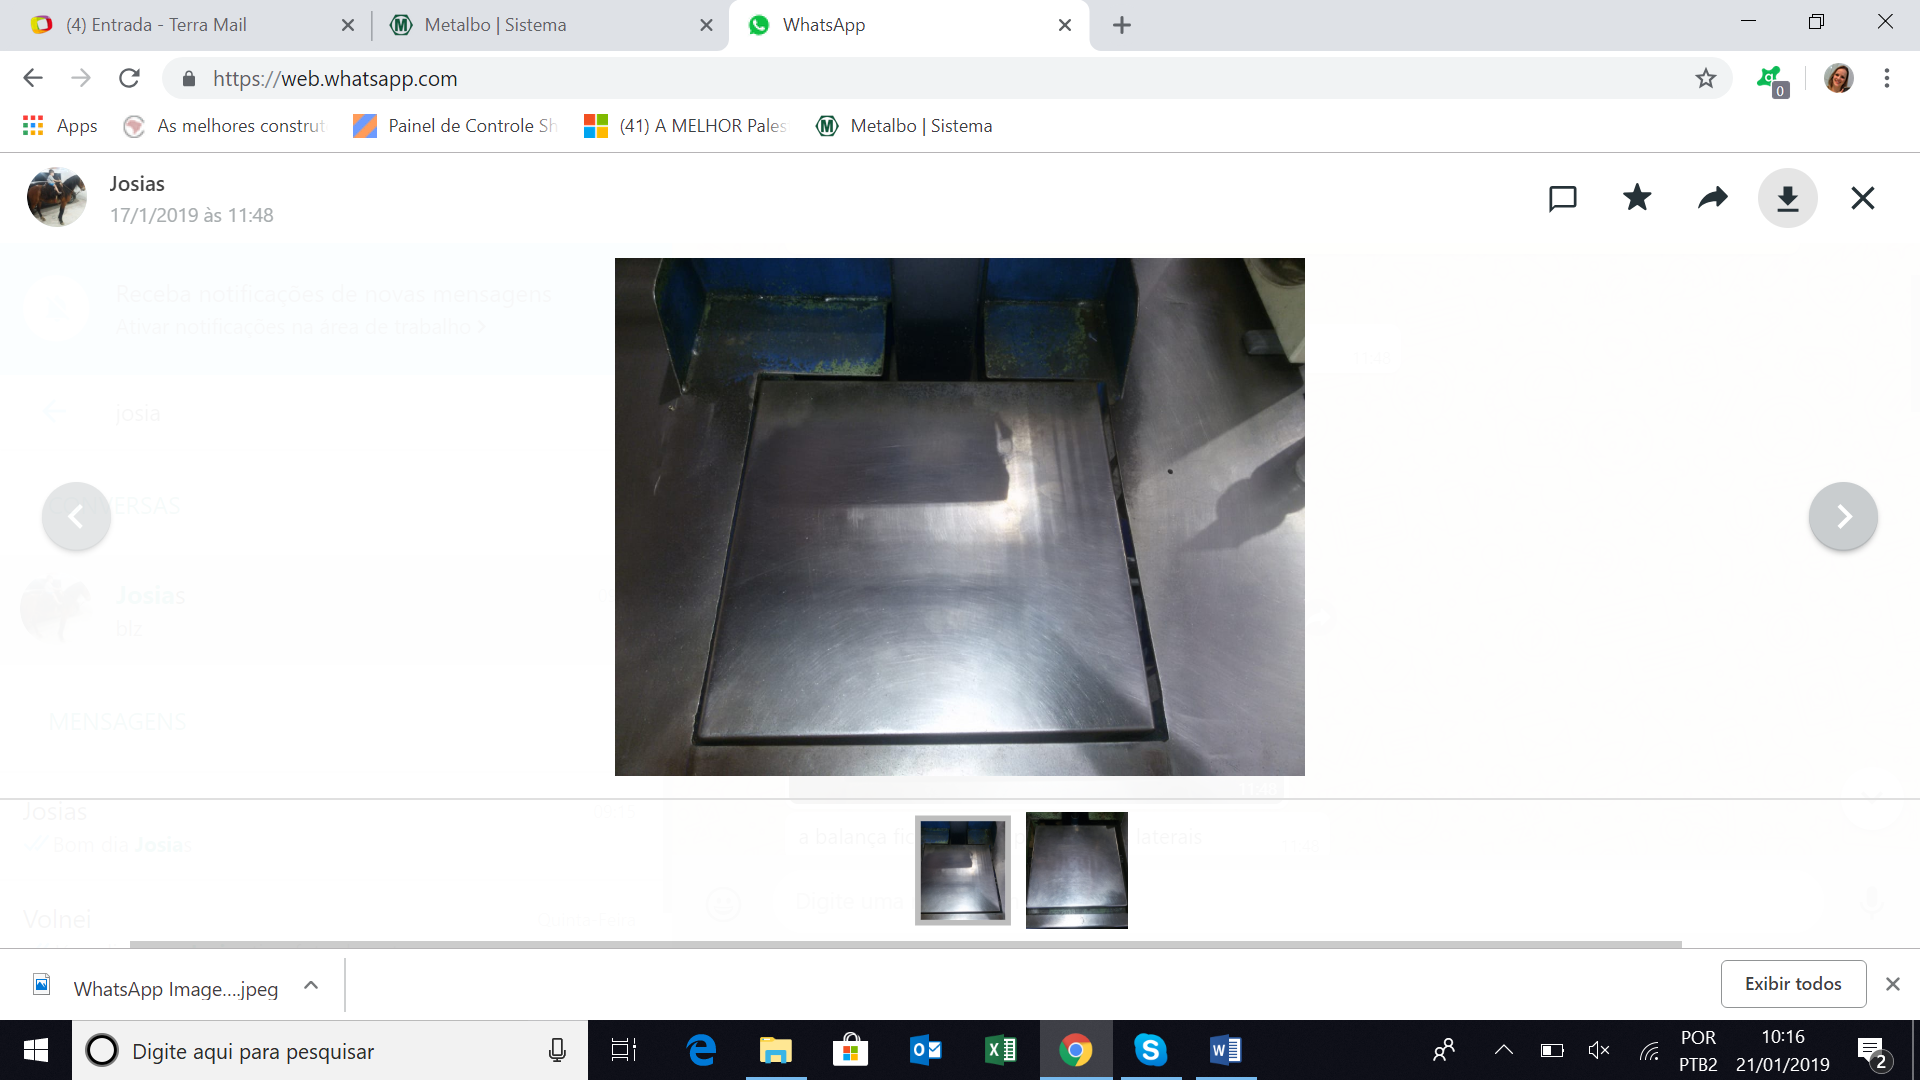 (4) Entrada - Terra Mail
Metalbo | Sistema
WhatsApp
https://web.whatsapp.com
0
Apps
As melhores construt
Painel de Controle Sh
(41) A MELHOR Pales
Metalbo | Sistema
Josias
17/1/2019 às 11:48
Receba notificações de novas mensagens
Ativar notificações na área de trabalho
josia
CONVERSAS
Josias
blz
MENSAGENS
Josias
Bom dia Josias
a balança
laterais
Digite uma
Volnei
WhatsApp Image....jpeg
Exibir todos
Digite aqui para pesquisar
POR
PTB2
10:16
21/01/2019
2